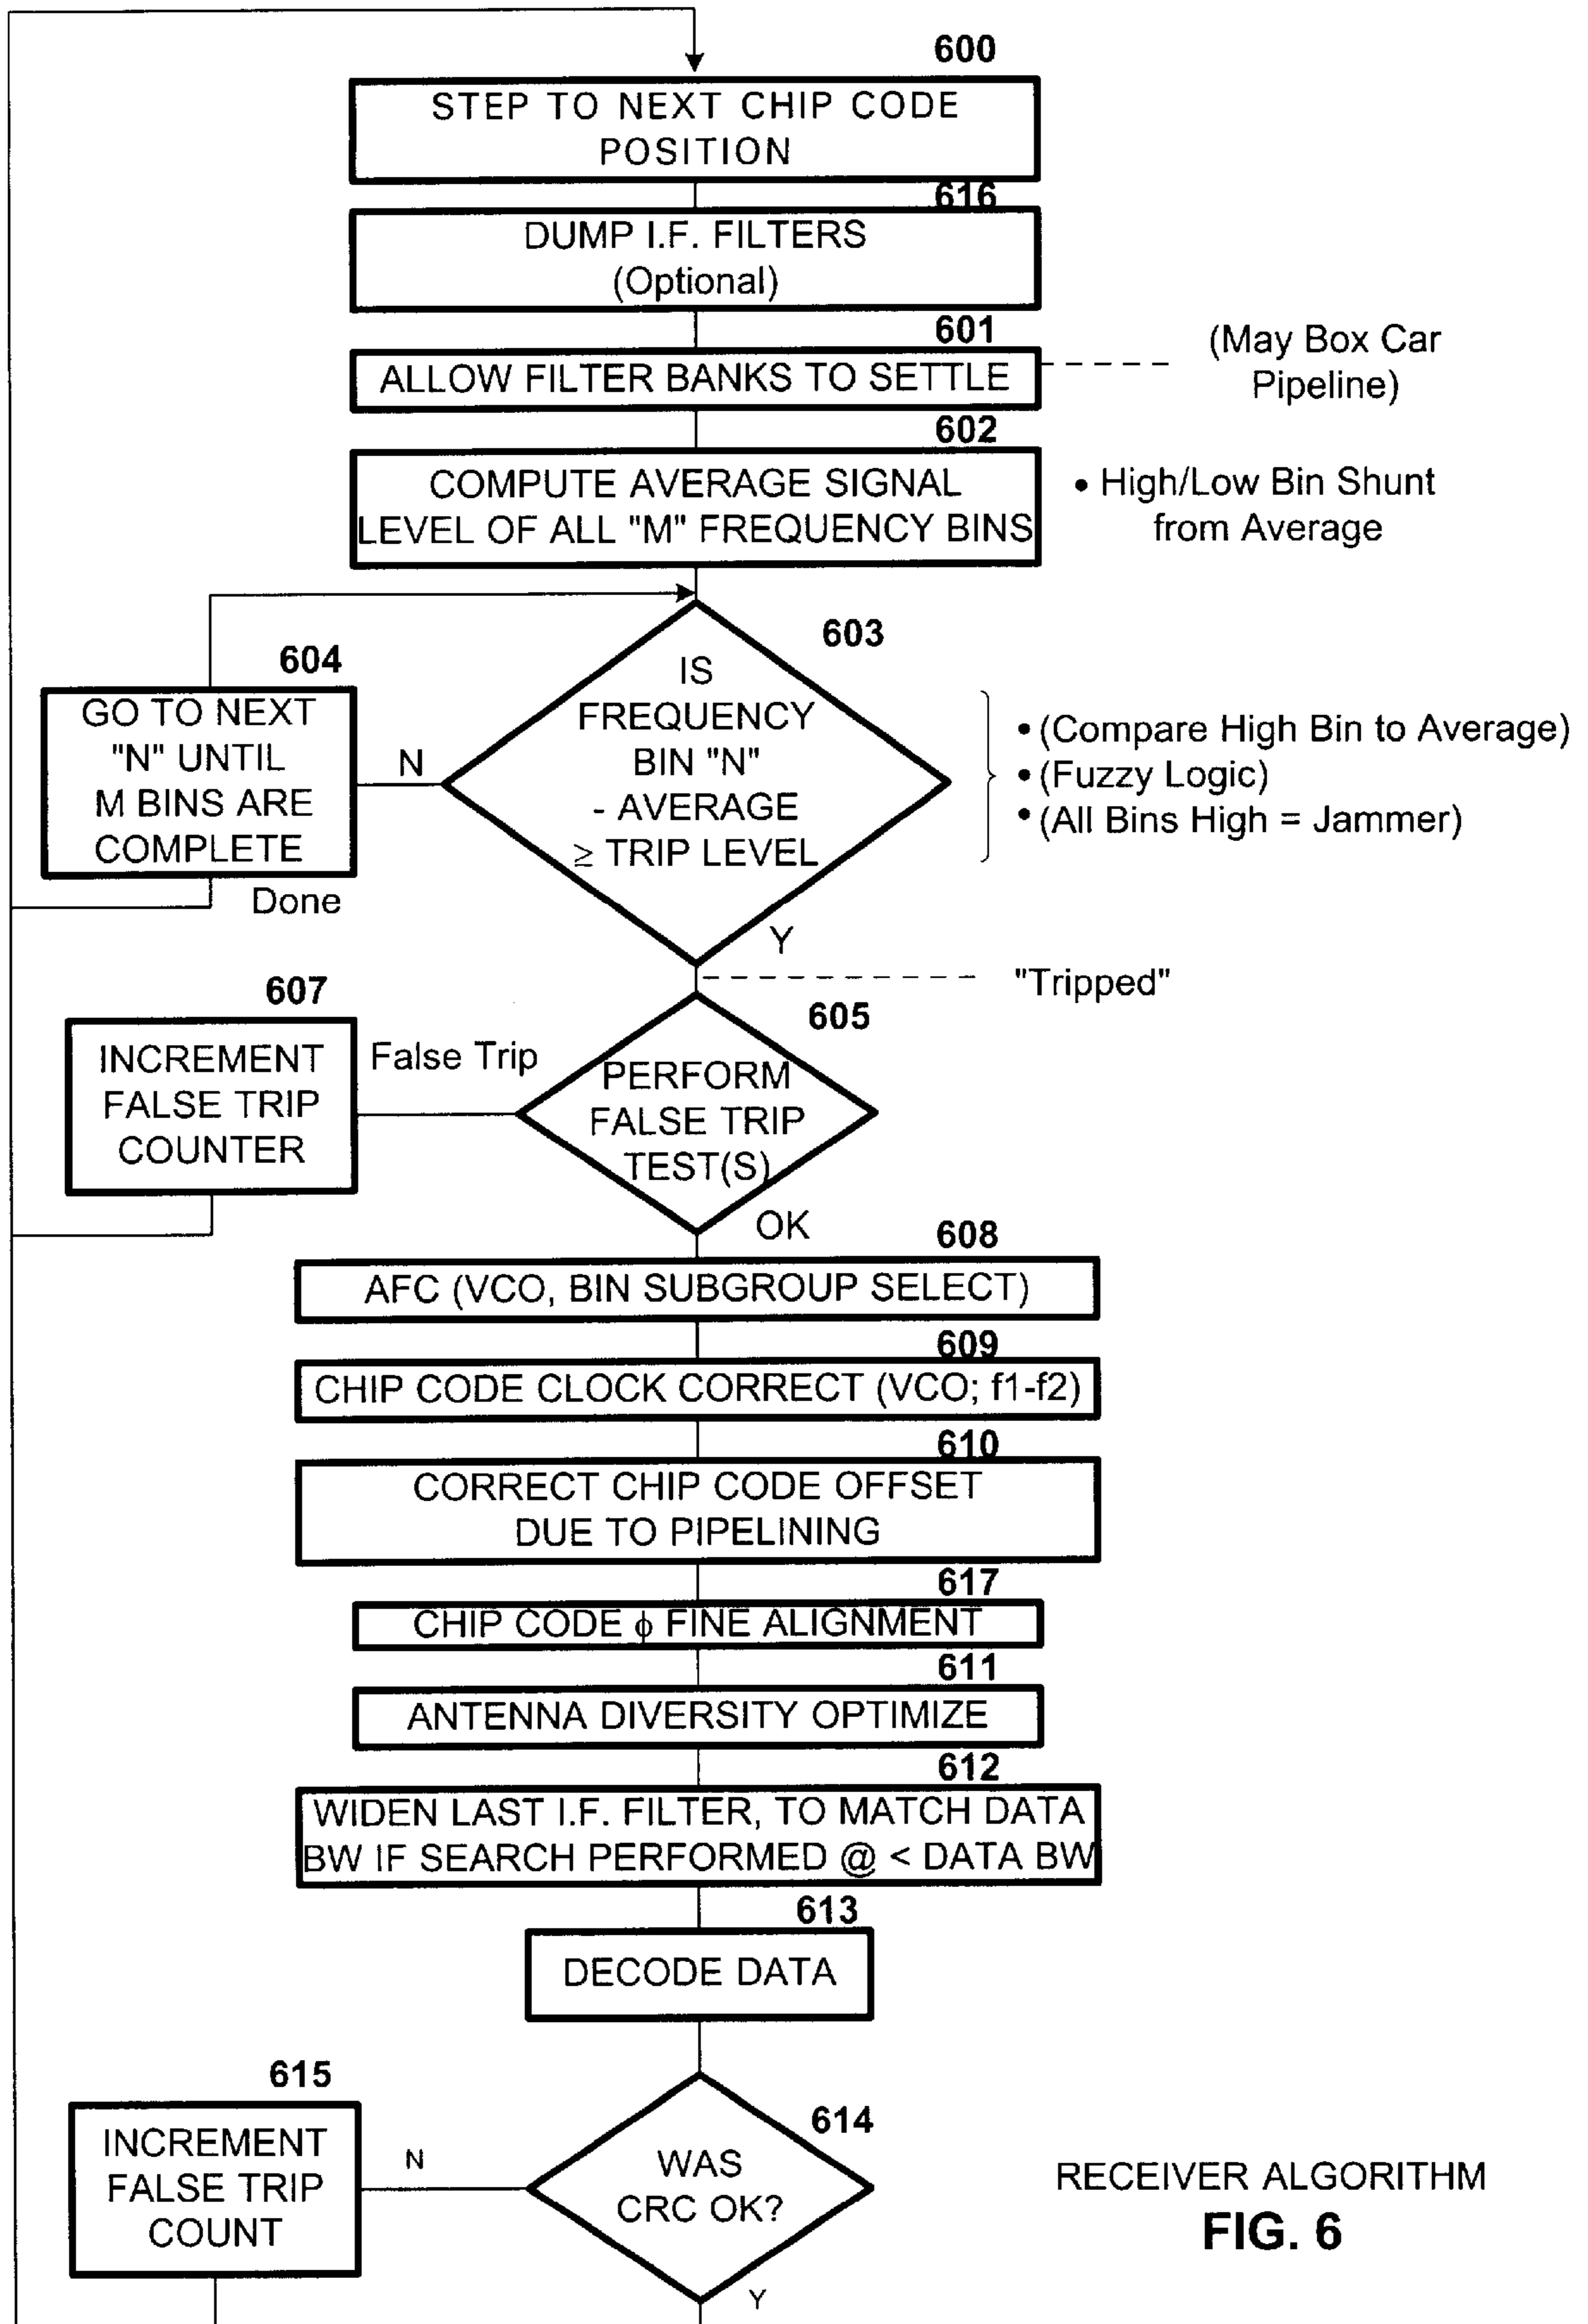 600
STEP TO NEXT CHIP CODE
POSITION
616
DUMP I.F. FILTERS
(Optional)
601
ALLOW FILTER BANKS TO SETTLE
(May Box Car
Pipeline)
602
COMPUTE AVERAGE SIGNAL
LEVEL OF ALL "M" FREQUENCY BINS
• High/Low Bin Shunt
from Average
603
IS
FREQUENCY
BIN "N"
- AVERAGE
≥ TRIP LEVEL
604
GO TO NEXT
"N" UNTIL
M BINS ARE
COMPLETE
N
Done
• (Compare High Bin to Average)
• (Fuzzy Logic)
• (All Bins High = Jammer)
Y
"Tripped"
605
PERFORM
FALSE TRIP
TEST(S)
607
INCREMENT
FALSE TRIP
COUNTER
False Trip
OK
608
AFC (VCO, BIN SUBGROUP SELECT)
609
CHIP CODE CLOCK CORRECT (VCO; f1-f2)
610
CORRECT CHIP CODE OFFSET
DUE TO PIPELINING
617
CHIP CODE ϕ FINE ALIGNMENT
611
ANTENNA DIVERSITY OPTIMIZE
612
WIDEN LAST I.F. FILTER, TO MATCH DATA
BW IF SEARCH PERFORMED @ < DATA BW
613
DECODE DATA
614
WAS
CRC OK?
615
INCREMENT
FALSE TRIP
COUNT
N
Y
RECEIVER ALGORITHM
FIG. 6